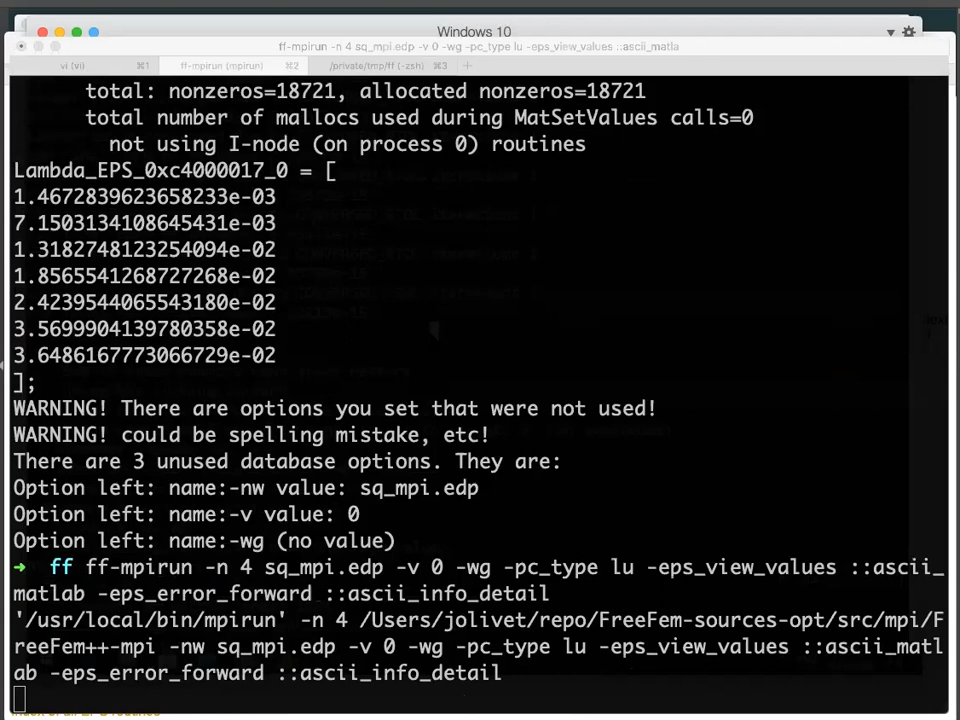 Windows 10
ff-mpirun -n 4 sq_mpi.edp -v 0 -wg -pc_type lu -eps_view_values ::ascii_matla
vi (vi) ⌘1 ff-mpirun (mpirun) ⌘2 /private/tmp/ff (-zsh) ⌘3 +
total: nonzeros=18721, allocated nonzeros=18721
total number of mallocs used during MatSetValues calls=0
not using I-node (on process 0) routines
Lambda_EPS_0xc4000017_0 = [
1.4672839623658233e-03
7.1503134108645431e-03
1.3182748123254094e-02
1.8565541268727268e-02
2.4239544065543180e-02
3.5699904139780358e-02
3.6486167773066729e-02
];
WARNING! There are options you set that were not used!
WARNING! could be spelling mistake, etc!
There are 3 unused database options. They are:
Option left: name:-nw value: sq_mpi.edp
Option left: name:-v value: 0
Option left: name:-wg (no value)
➜ ff ff-mpirun -n 4 sq_mpi.edp -v 0 -wg -pc_type lu -eps_view_values ::ascii_
matlab -eps_error_forward ::ascii_info_detail
'/usr/local/bin/mpirun' -n 4 /Users/jolivet/repo/FreeFem-sources-opt/src/mpi/F
reeFem++-mpi -nw sq_mpi.edp -v 0 -wg -pc_type lu -eps_view_values ::ascii_matl
ab -eps_error_forward ::ascii_info_detail